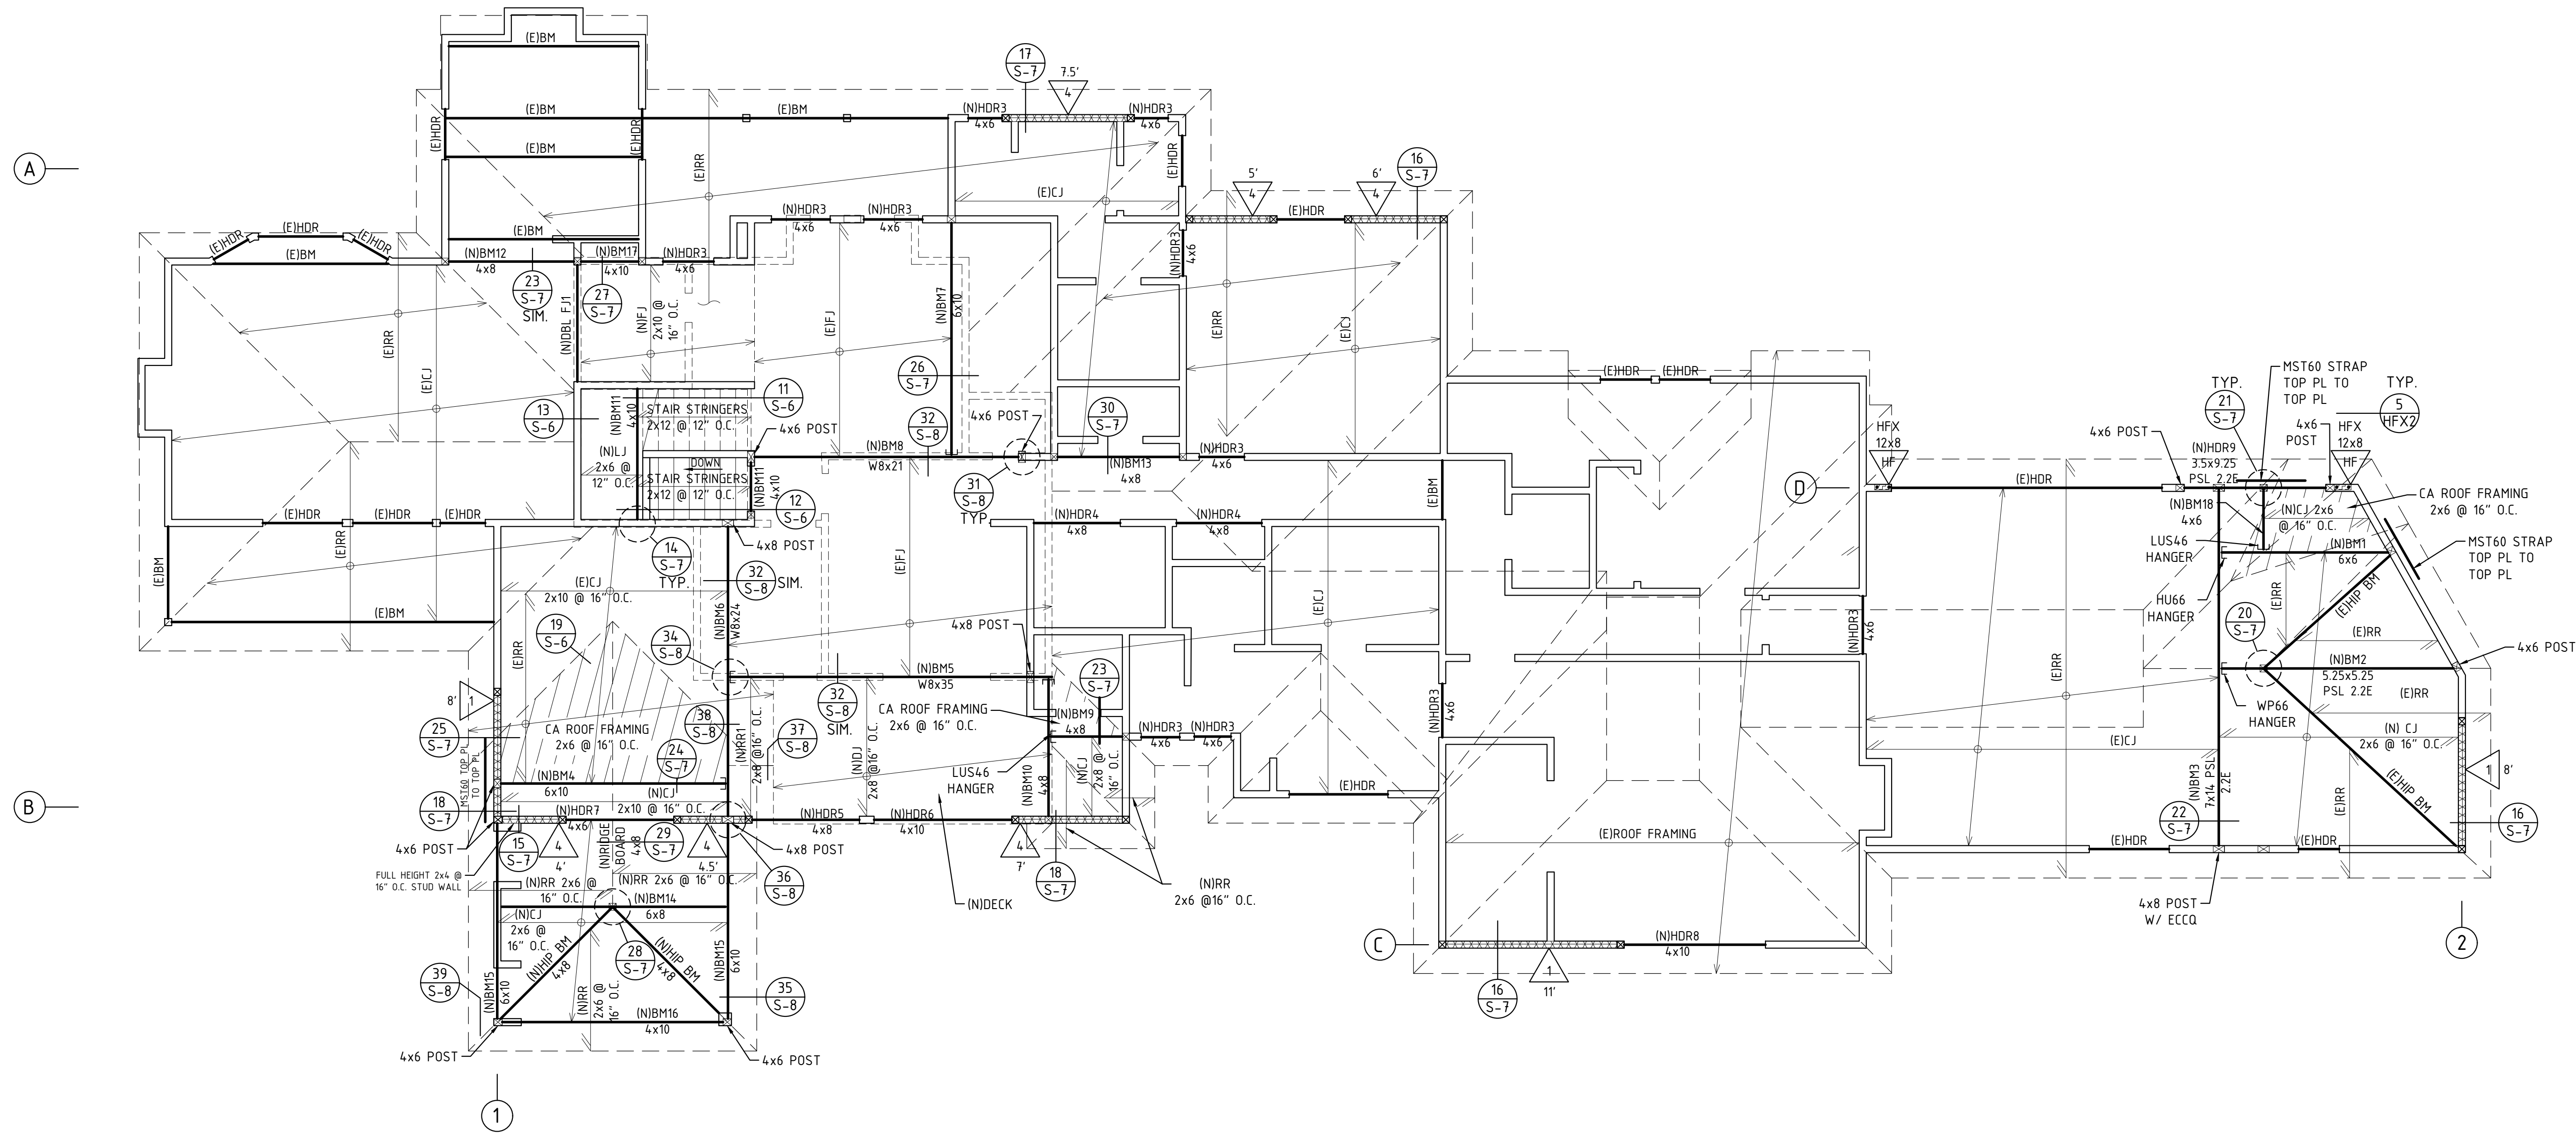 (E)BM
17
S-7
7.5'
4
(E)HDR
(E)BM
(E)BM
(N)HDR3
4x6
(N)HDR3
4x6
(E)HDR
(E)BM
(E)RR
(E)HDR
16
S-7
A
5'
4
6'
4
(E)CJ
(E)HDR
(N)HDR3
4x6
(N)HDR3
4x6
(E)HDR
(E)HDR
(E)HDR
(E)BM
(E)BM
(N)BM12
4x8
(N)BM17
4x10
(N)HDR3
4x6
(N)HDR3
4x6
23
S-7
SIM.
27
S-7
(N)DBL FJ1
(N)FJ
2x10 @
16" O.C.
(E)FJ
(N)BM7
6x10
(E)RR
(E)CJ
(E)RR
(E)CJ
26
S-7
(E)HDR
(E)HDR
MST60 STRAP
TOP PL TO
TOP PL
TYP.
21
S-7
TYP.
5
HFX2
11
S-6
13
S-6
(N)BM11
4x10
STAIR STRINGERS
2x12 @ 12" O.C.
4x6 POST
4x6 POST
30
S-7
32
S-8
4x6 POST
4x6
POST
HFX
12x8
HF
HFX
12x8
HF
(N)HDR9
3.5x9.25
PSL 2.2E
(N)BM8
W8x21
(N)BM13
4x8
(N)HDR3
4x6
(N)LJ
2x6 @
12" O.C.
DOWN
STAIR STRINGERS
2x12 @ 12" O.C.
(N)BM11
4x10
31
S-8
TYP.
(E)BM
D
(E)HDR
CA ROOF FRAMING
2x6 @ 16" O.C.
12
S-6
(N)BM18
4x6
(N)CJ 2x6
@ 16" O.C.
(E)HDR
(E)HDR
(E)HDR
(E)RR
(N)HDR4
4x8
(N)HDR4
4x8
LUS46
HANGER
(N)BM1
6x6
MST60 STRAP
TOP PL TO
TOP PL
14
S-7
TYP.
4x8 POST
32
S-8
SIM.
(E)BM
(E)CJ
2x10 @ 16" O.C.
(E)FJ
(E)CJ
(E)BM
(N)BM6
W8x24
HU66
HANGER
(E)RR
(E)HIP BM
20
S-7
19
S-6
34
S-8
4x8 POST
(N)HDR3
4x6
(E)RR
(E)RR
(E)RR
(N)BM2
5.25x5.25
PSL 2.2E
4x6 POST
(N)BM5
W8x35
23
S-7
8'
1
32
S-8
SIM.
CA ROOF FRAMING
2x6 @ 16" O.C.
(N)BM9
4x8
(N)HDR3
4x6
(E)RR
WP66
HANGER
25
S-7
CA ROOF FRAMING
2x6 @ 16" O.C.
38
S-8
(N)RR1
2x8 @16" O.C.
37
S-8
(N)DJ
2x8 @16" O.C.
(N)HDR3
4x6
(N)HDR3
4x6
(E)CJ
(N) CJ
2x6 @ 16" O.C.
24
S-7
MST60 TOP PL
TO TOP PL
(N)BM4
6x10
LUS46
HANGER
(N)BM10
4x8
(N)CJ
2x8 @
16" O.C.
(E)HDR
(N)BM3
7x14 PSL
2.2E
(E)RR
(E)HIP BM
1
8'
B
18
S-7
(N)CJ
2x10 @ 16" O.C.
(N)HDR7
4x6
(N)HDR5
4x8
(N)HDR6
4x10
22
S-7
16
S-7
4x6 POST
15
S-7
4
4'
(N)RIDGE
BOARD
4x8
29
S-7
4
4.5'
4x8 POST
4
7'
(E)ROOF FRAMING
(E)HDR
(E)HDR
FULL HEIGHT 2x4 @
16" O.C. STUD WALL
(N)RR 2x6 @
16" O.C.
(N)RR 2x6 @ 16" O.C.
36
S-8
18
S-7
(N)RR
2x6 @16" O.C.
(N)DECK
4x8 POST
W/ ECCQ
(N)BM14
6x8
(N)CJ
2x6 @
16" O.C.
C
(N)HDR8
4x10
2
28
S-7
(N)HIP BM
4x8
(N)HIP BM
4x8
(N)BM15
6x10
39
S-8
(N)BM15
6x10
(N)RR
2x6 @
16" O.C.
35
S-8
16
S-7
1
11'
(N)BM16
4x10
4x6 POST
4x6 POST
1